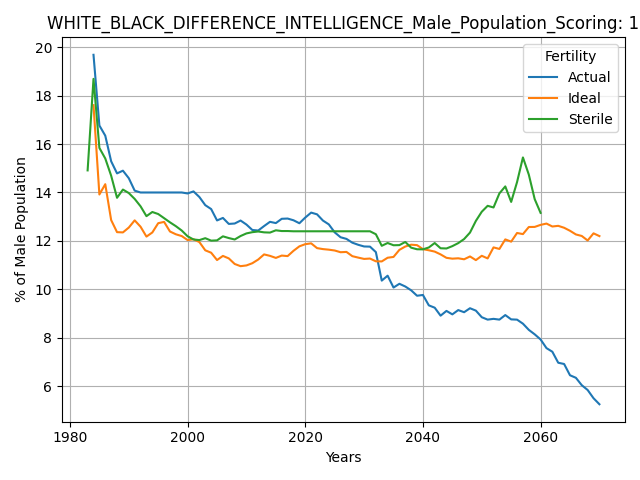 WHITE_BLACK_DIFFERENCE_INTELLIGENCE_Male_Population_Scoring: 1
20
18
16
14
12
10
8
6
% of Male Population
Fertility
Actual
Ideal
Sterile
1980
2000
2020
2040
2060
Years